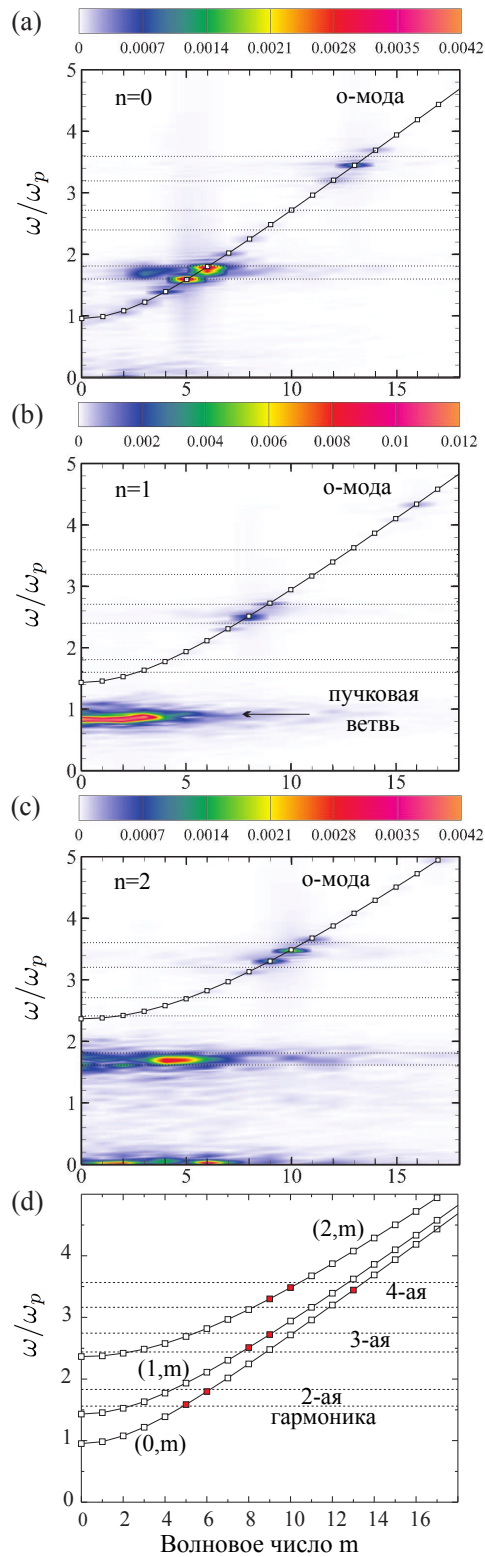 (a)
0 0.0007 0.0014 0.0021 0.0028 0.0035 0.0042
5
n=0 о-мода
4
3
ω/ωp
2
1
0
0 5 10 15
(b)
0 0.002 0.004 0.006 0.008 0.01 0.012
5
n=1 о-мода
4
3
ω/ωp
2
пучковая
1
ветвь
0
0 5 10 15
(c)
0 0.0007 0.0014 0.0021 0.0028 0.0035 0.0042
5
n=2 о-мода
4
3
ω/ωp
2
1
0
0 5 10 15
(d)
(2,m)
4
4-ая
3
ω/ωp
3-ая
(1,m)
2
2-ая
гармоника
1
(0,m)
0
0 2 4 6 8 10 12 14 16
Волновое число m